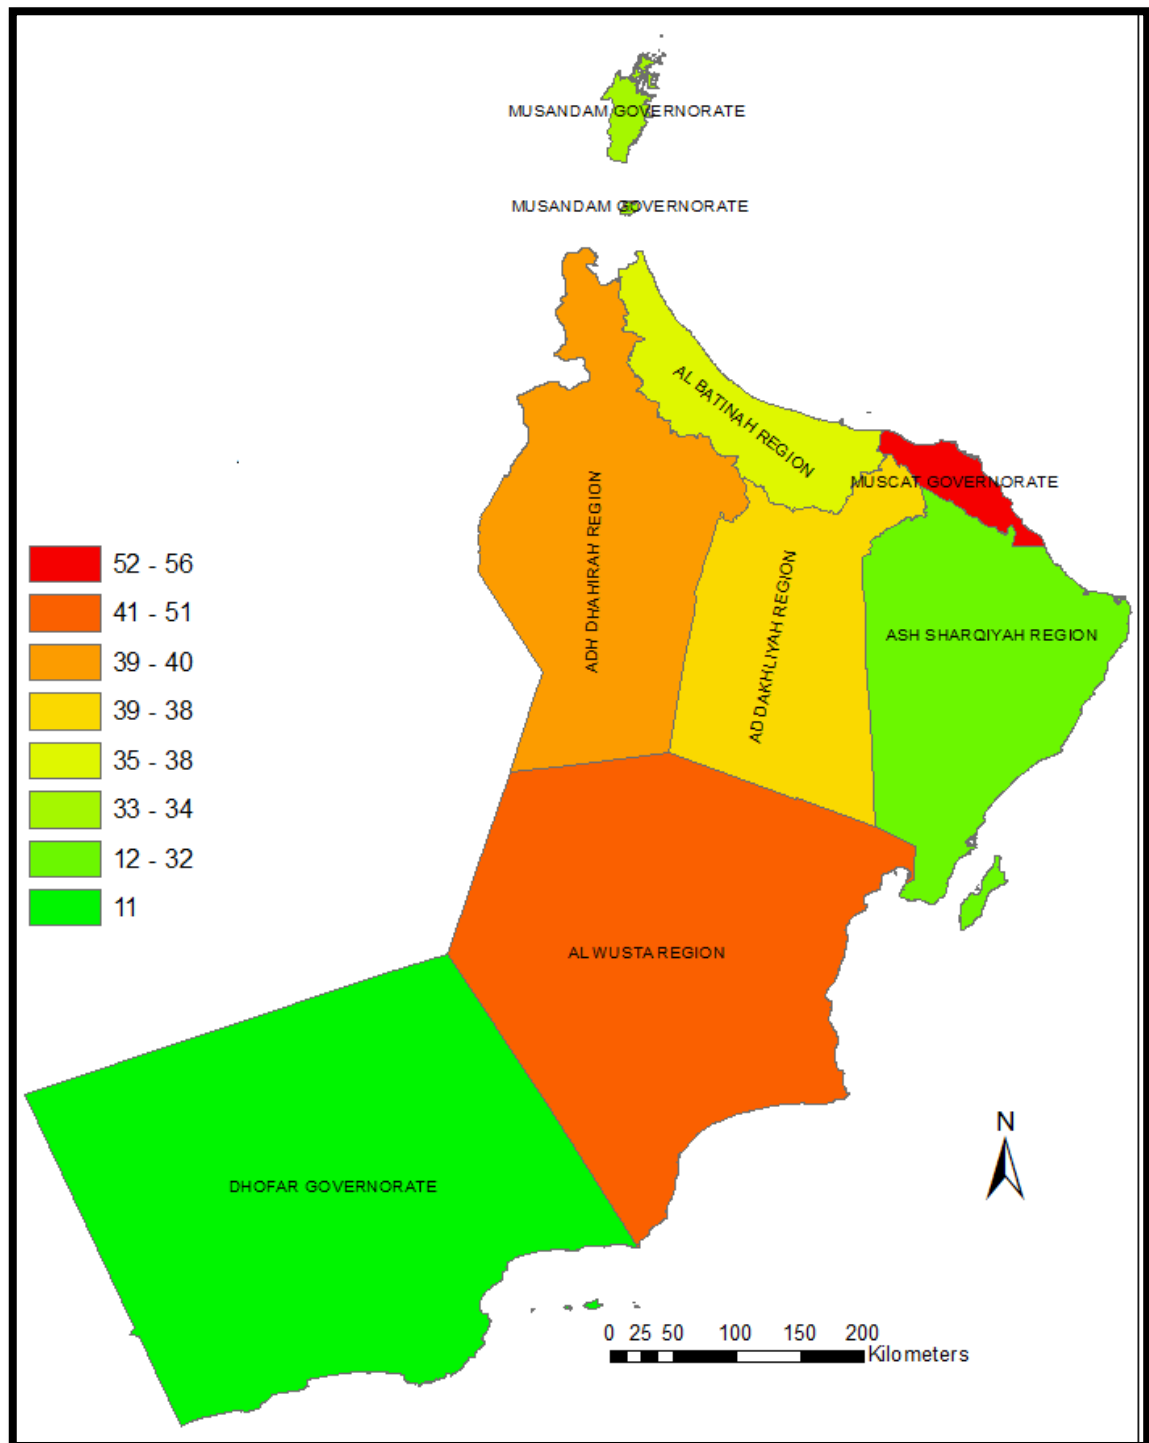 MUSANDAM GOVERNORATE
MUSANDAM GOVERNORATE
AL BATINAH REGION
MUSCAT GOVERNORATE
ADH DHAHIRAH REGION
AD DAKHLIYAH REGION
ASH SHARQIYAH REGION
52 - 56
41 - 51
39 - 40
39 - 38
35 - 38
33 - 34
12 - 32
11
AL WUSTA REGION
DHOFAR GOVERNORATE
N
0 25 50 100 150 200
Kilometers